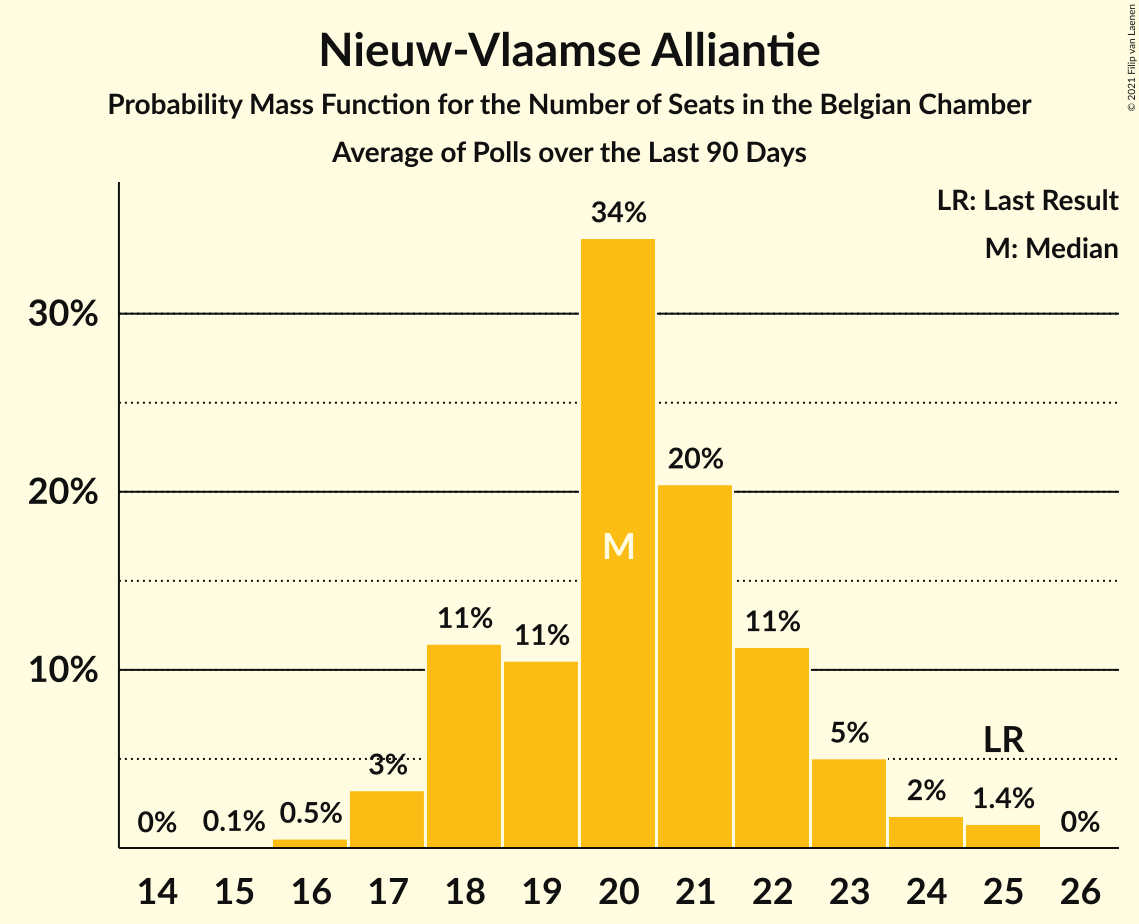 Nieuw-Vlaamse Alliantie
Probability Mass Function for the Number of Seats in the Belgian Chamber
Average of Polls over the Last 90 Days
© 2021 Filip van Laenen
LR: Last Result
M: Median
34%
30%
20%
20%
M
11%
11%
11%
10%
LR
5%
3%
2%
1.4%
0%
0.1%
0.5%
0%
14 15 16 17 18 19 20 21 22 23 24 25 26